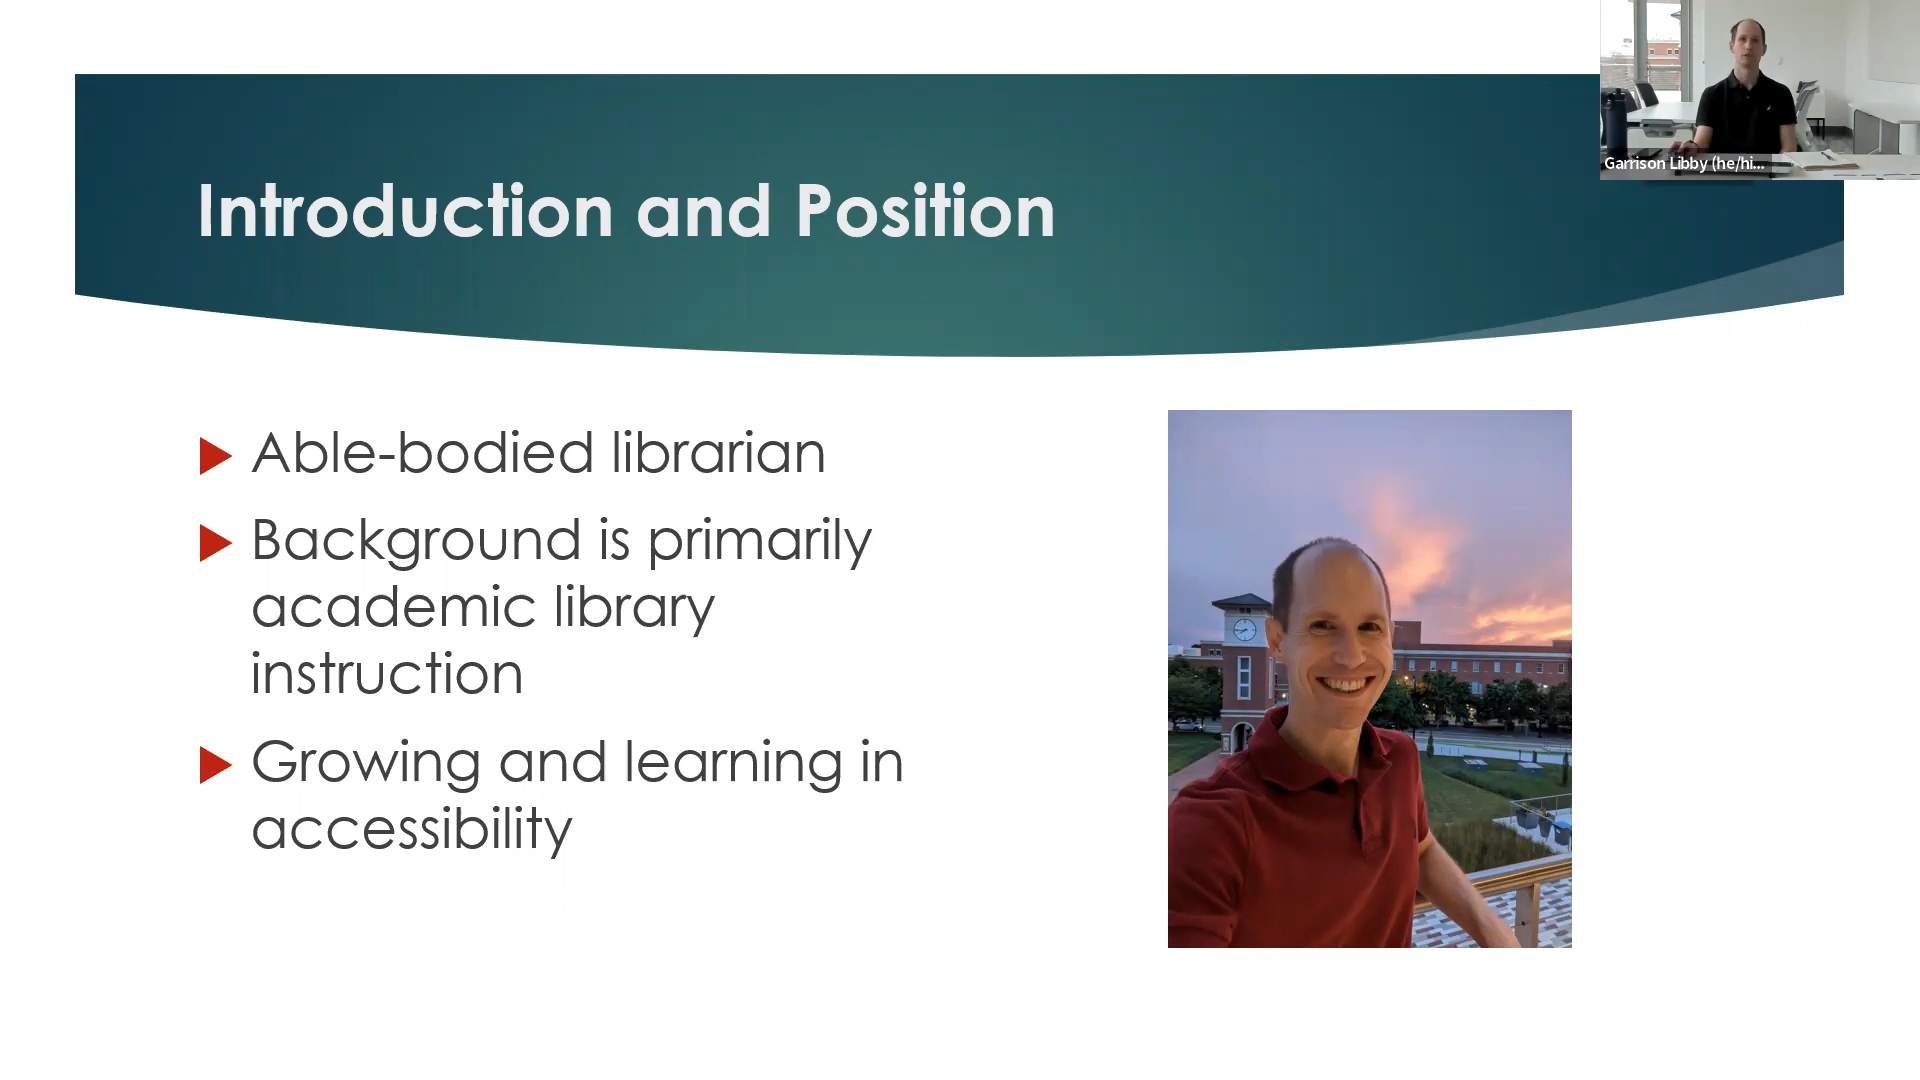 Garrison Libby (he/hi...
Introduction and Position
Able-bodied librarian
Background is primarily
academic library
instruction
Growing and learning in
accessibility